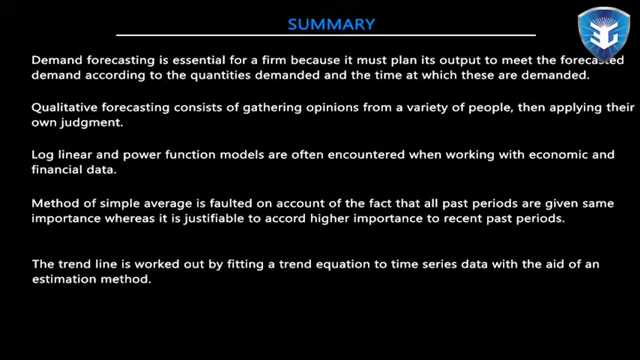 SUMMARY
Demand forecasting is essential for a firm because it must plan its output to meet the forecasted
demand according to the quantities demanded and the time at which these are demanded.
Qualitative forecasting consists of gathering opinions from a variety of people, then applying their
own judgment.
Log linear and power function models are often encountered when working with economic and
financial data.
Method of simple average is faulted on account of the fact that all past periods are given same
importance whereas it is justifiable to accord higher importance to recent past periods.
The trend line is worked out by fitting a trend equation to time series data with the aid of an
estimation method.